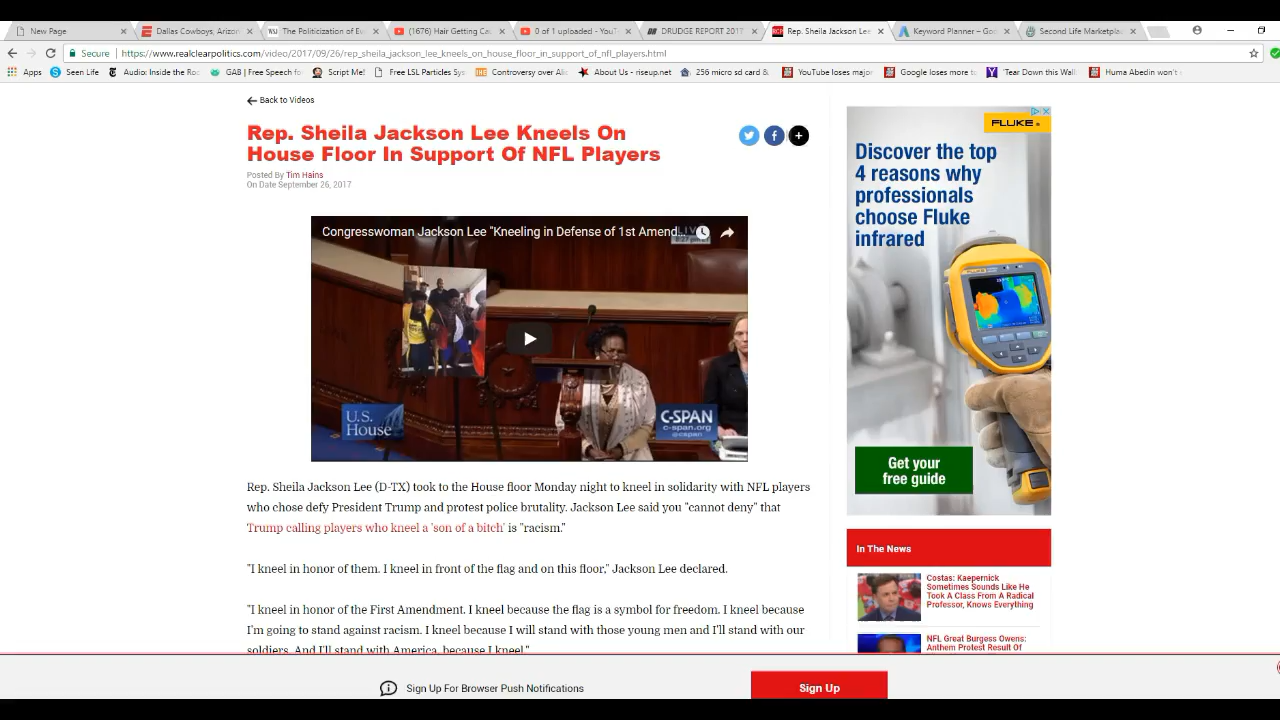 New Page
Dallas Cowboys, Arizon
The Politicization of E
(1676) Hair Getting Ca
0 of 1 uploaded - YouT
DRUDGE REPORT 2017
Rep. Sheila Jackson Lee
Keyword Planner – Goo
Second Life Marketplac
Secure
https://www.realclearpolitics.com/video/2017/09/26/rep_sheila_jackson_lee_kneels_on_house_floor_in_support_of_nfl_players.html
Apps
Seen Life
Audio: Inside the Ro
GAB | Free Speech fo
Script Me!
Free LSL Particles Sys
Controversy over Ali
About Us - riseup.net
256 micro sd card &
YouTube loses major
Google loses more to
'Tear Down this Wall
Huma Abedin won't
Back to Videos
Rep. Sheila Jackson Lee Kneels On
House Floor In Support Of NFL Players
Posted By Tim Hains
On Date September 26, 2017
Congresswoman Jackson Lee "Kneeling in Defense of 1st Amend...
LIVE
U.S.
House
C-SPAN
c-span.org
@cspan
Rep. Sheila Jackson Lee (D-TX) took to the House floor Monday night to kneel in solidarity with NFL players
who chose defy President Trump and protest police brutality. Jackson Lee said you "cannot deny" that
Trump calling players who kneel a 'son of a bitch' is "racism."
"I kneel in honor of them. I kneel in front of the flag and on this floor," Jackson Lee declared.
"I kneel in honor of the First Amendment. I kneel because the flag is a symbol for freedom. I kneel because
I'm going to stand against racism. I kneel because I will stand with those young men and I'll stand with our
soldiers. And I'll stand with America, because I kneel."
FLUKE
Discover the top
4 reasons why
professionals
choose Fluke
infrared
Get your
free guide
In The News
Costas: Kaepernick
Sometimes Sounds Like He
Took A Class From A Radical
Professor, Knows Everything
NFL Great Burgess Owens:
Anthem Protest Result Of
Sign Up For Browser Push Notifications
Sign Up